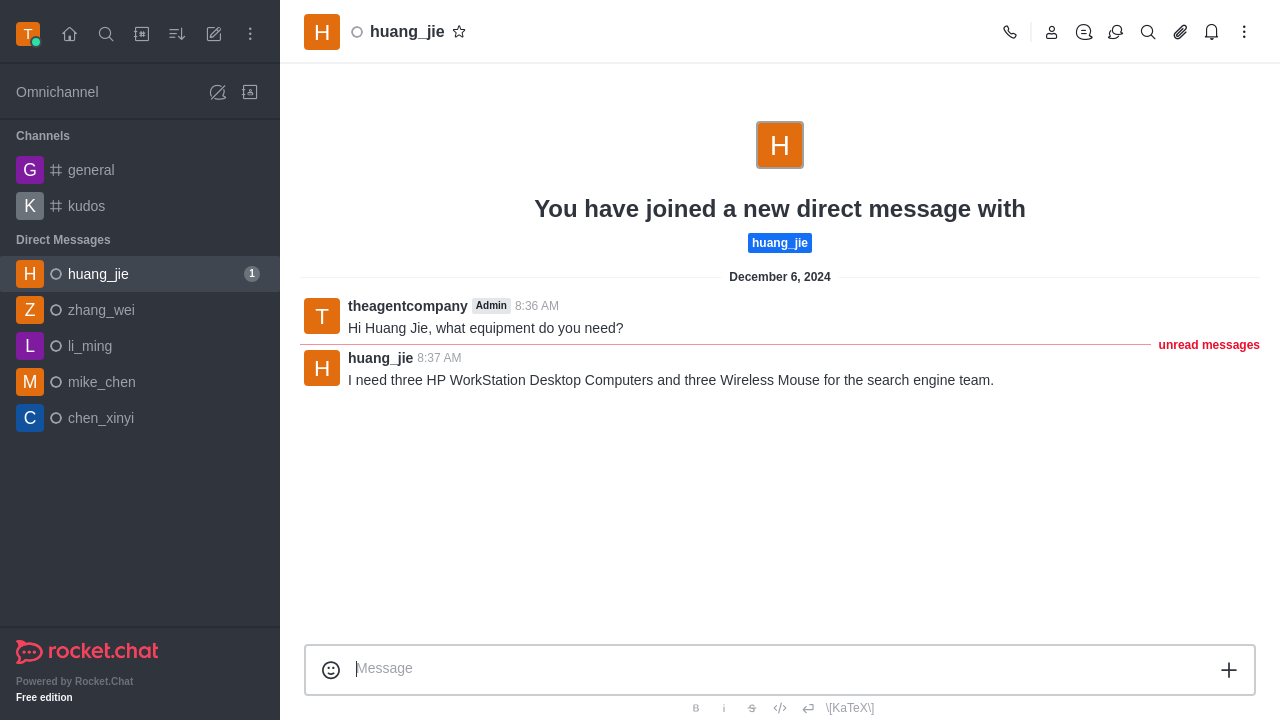 T
Omnichannel
Channels
G general
K kudos
Direct Messages
H huang_jie 1
Z zhang_wei
L li_ming
M mike_chen
C chen_xinyi
rocket.chat
Powered by Rocket.Chat
Free edition
H huang_jie
H
You have joined a new direct message with
huang_jie
December 6, 2024
T theagentcompany Admin 8:36 AM
Hi Huang Jie, what equipment do you need?
unread messages
H huang_jie 8:37 AM
I need three HP WorkStation Desktop Computers and three Wireless Mouse for the search engine team.
Message
B i S \[KaTeX\]